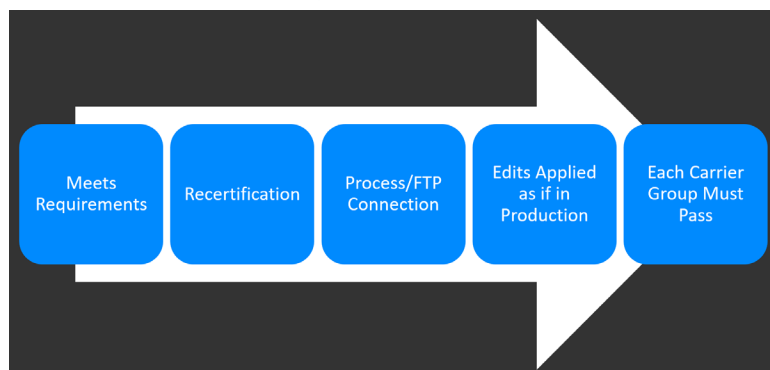 Meets
Requirements
Recertification
Process/FTP
Connection
Edits Applied
as if in
Production
Each Carrier
Group Must
Pass